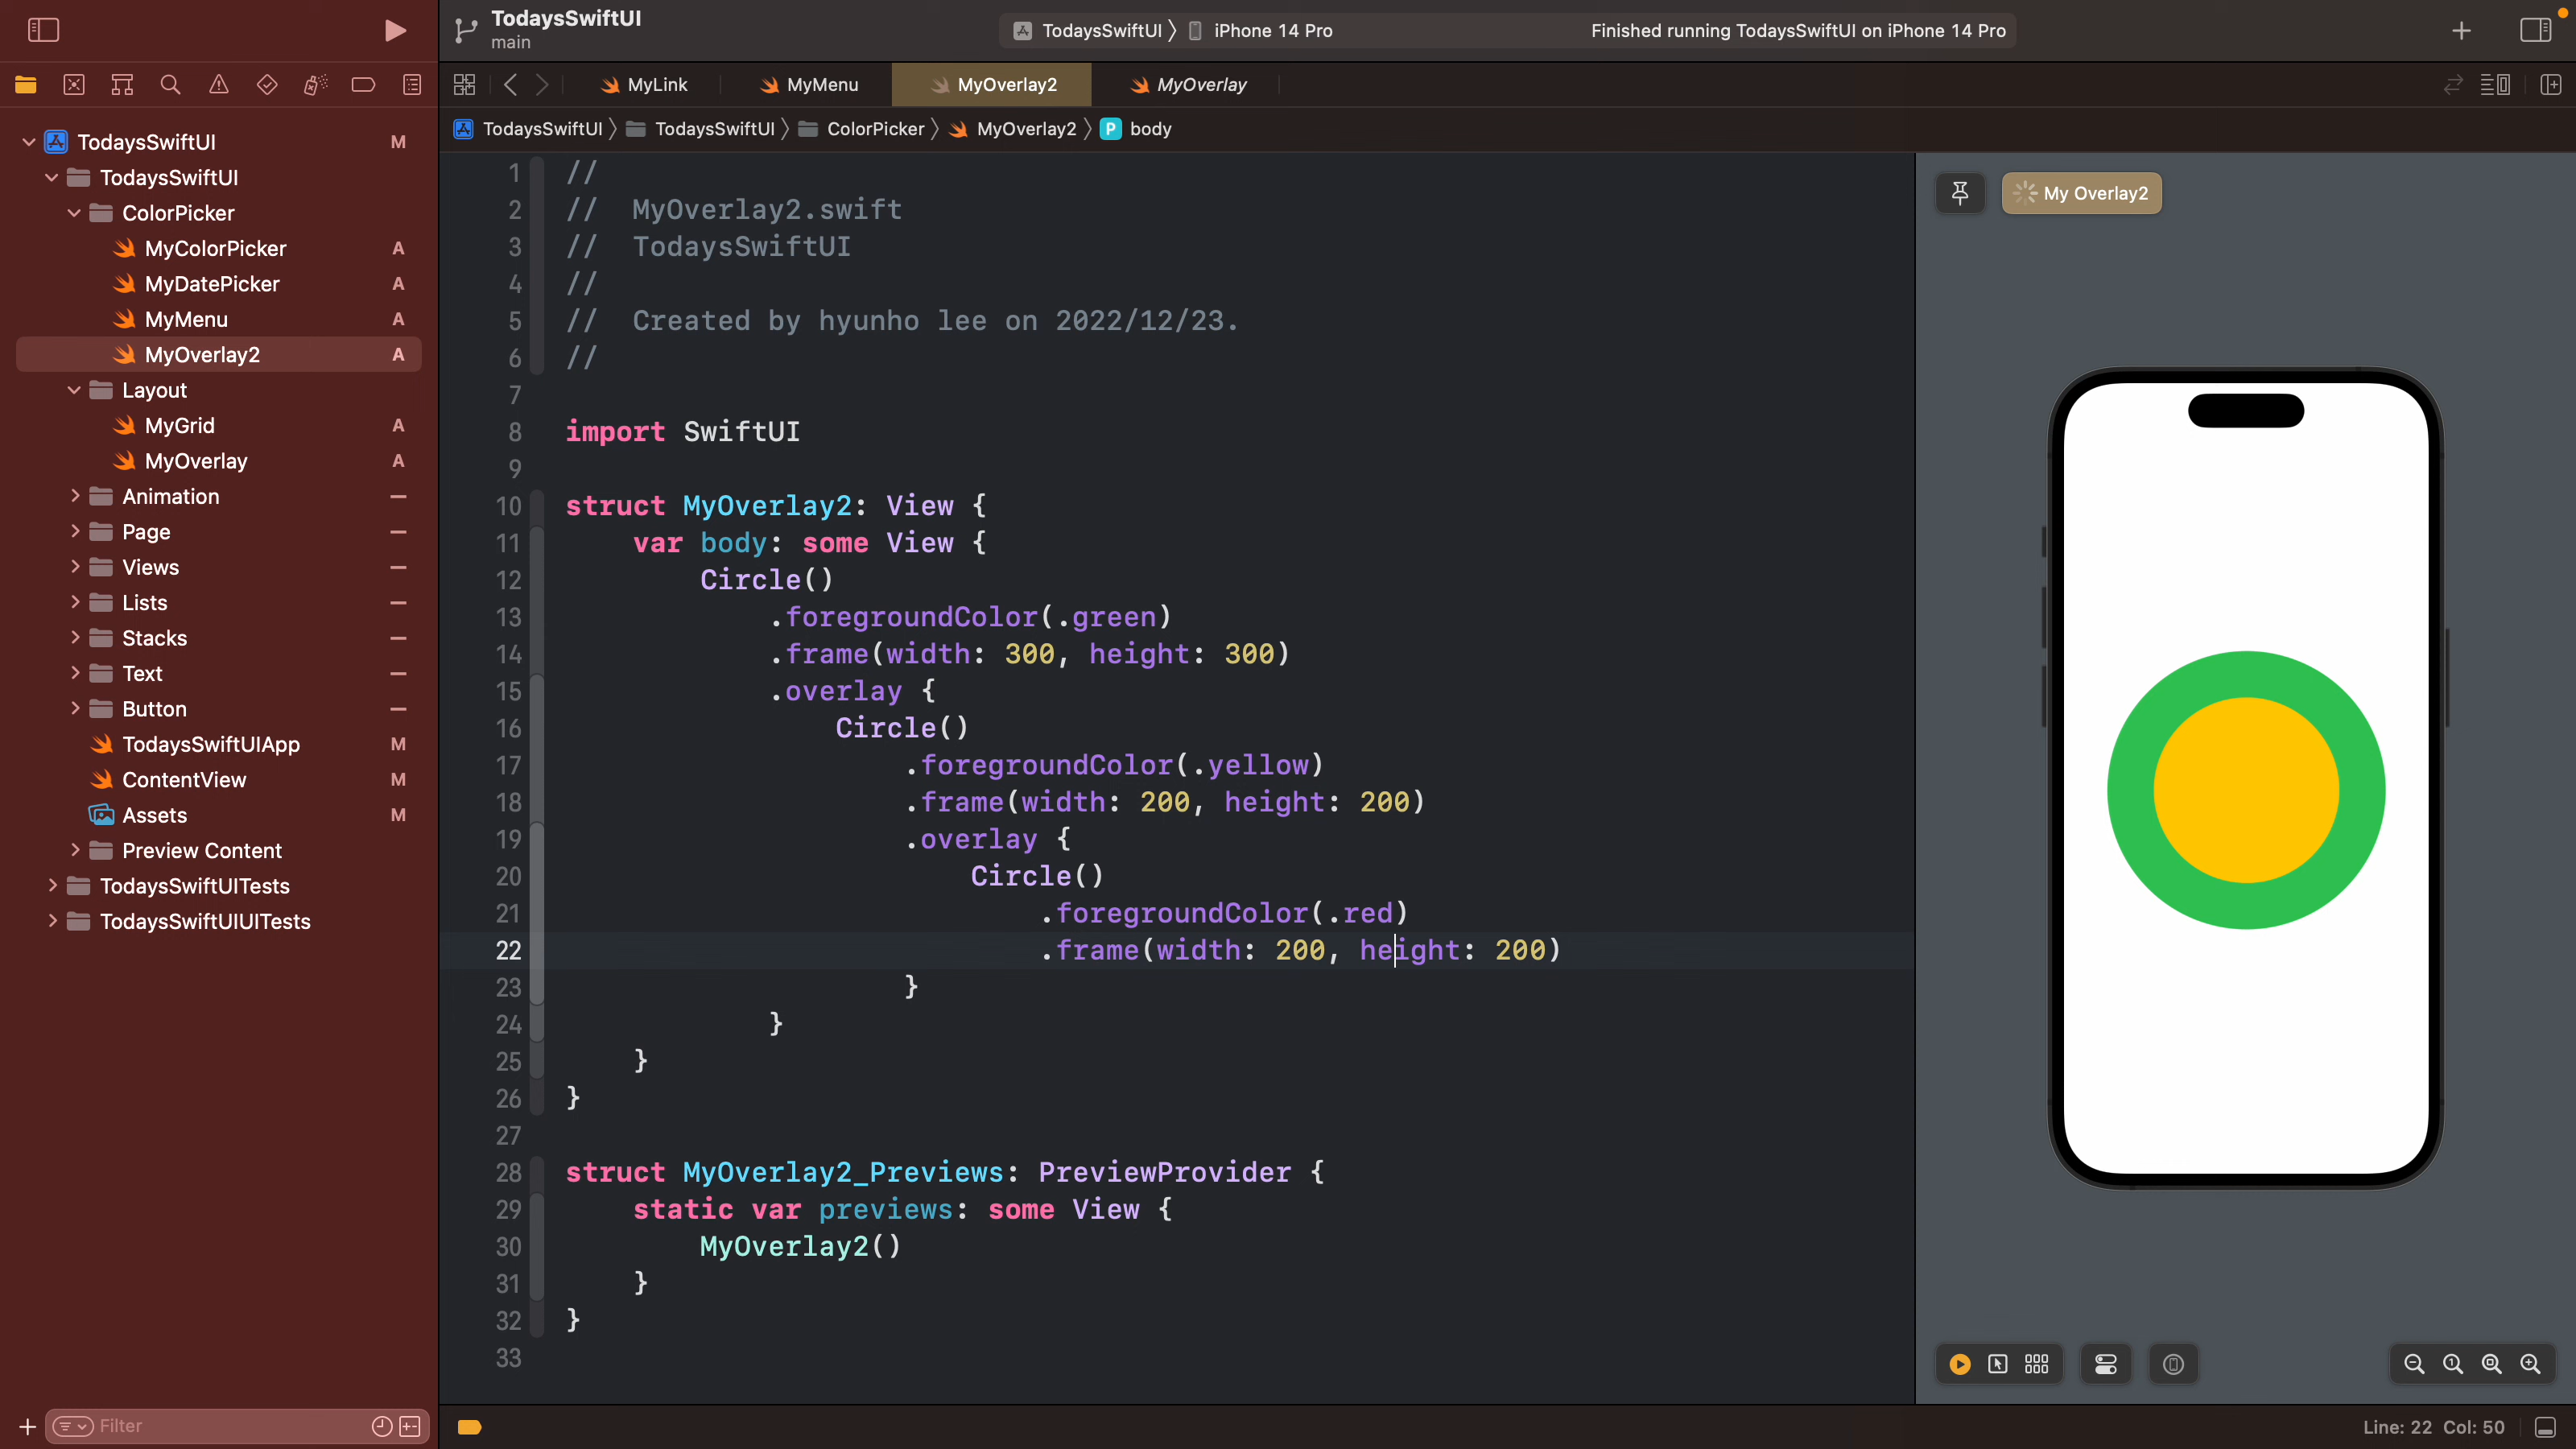 TodaysSwiftUI
main
TodaysSwiftUI
iPhone 14 Pro
Finished running TodaysSwiftUI on iPhone 14 Pro
MyLink
MyMenu
MyOverlay2
MyOverlay
TodaysSwiftUI
TodaysSwiftUI
ColorPicker
MyOverlay2
P body
TodaysSwiftUI M
TodaysSwiftUI
ColorPicker
MyColorPicker A
MyDatePicker A
MyMenu A
MyOverlay2 A
Layout
MyGrid A
MyOverlay A
Animation
Page
Views
Lists
Stacks
Text
Button
TodaysSwiftUIApp M
ContentView M
Assets M
Preview Content
TodaysSwiftUITests
TodaysSwiftUIUITests
Filter
1 //
2 //  MyOverlay2.swift
3 //  TodaysSwiftUI
4 //
5 //  Created by hyunho lee on 2022/12/23.
6 //
7
8 import SwiftUI
9
10 struct MyOverlay2: View {
11     var body: some View {
12         Circle()
13             .foregroundColor(.green)
14             .frame(width: 300, height: 300)
15             .overlay {
16                 Circle()
17                     .foregroundColor(.yellow)
18                     .frame(width: 200, height: 200)
19                     .overlay {
20                         Circle()
21                             .foregroundColor(.red)
22                             .frame(width: 200, height: 200)
23                     }
24             }
25     }
26 }
27
28 struct MyOverlay2_Previews: PreviewProvider {
29     static var previews: some View {
30         MyOverlay2()
31     }
32 }
33
My Overlay2
Line: 22 Col: 50